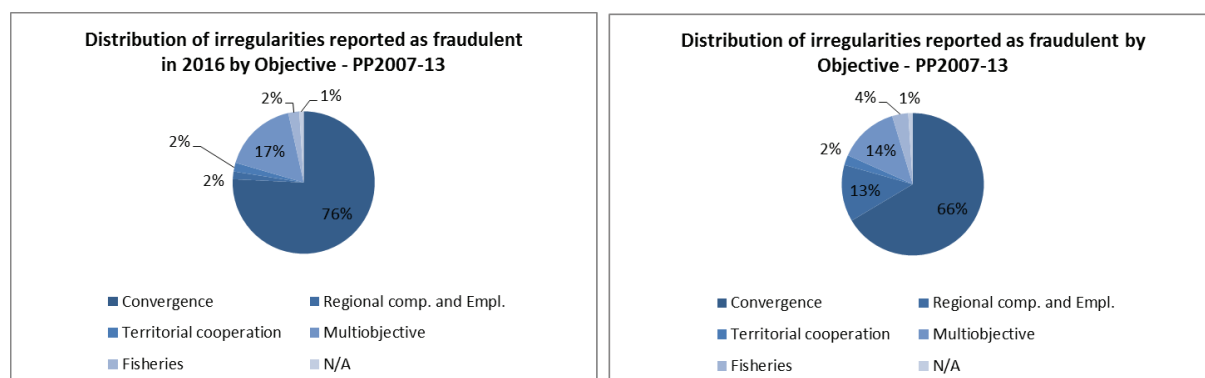 Distribution of irregularities reported as fraudulent
in 2016 by Objective - PP2007-13
2%
1%
2%
17%
2%
76%
Convergence
Regional comp. and Empl.
Territorial cooperation
Multiobjective
Fisheries
N/A
Distribution of irregularities reported as fraudulent by
Objective - PP2007-13
4%
1%
2%
14%
13%
66%
Convergence
Regional comp. and Empl.
Territorial cooperation
Multiobjective
Fisheries
N/A